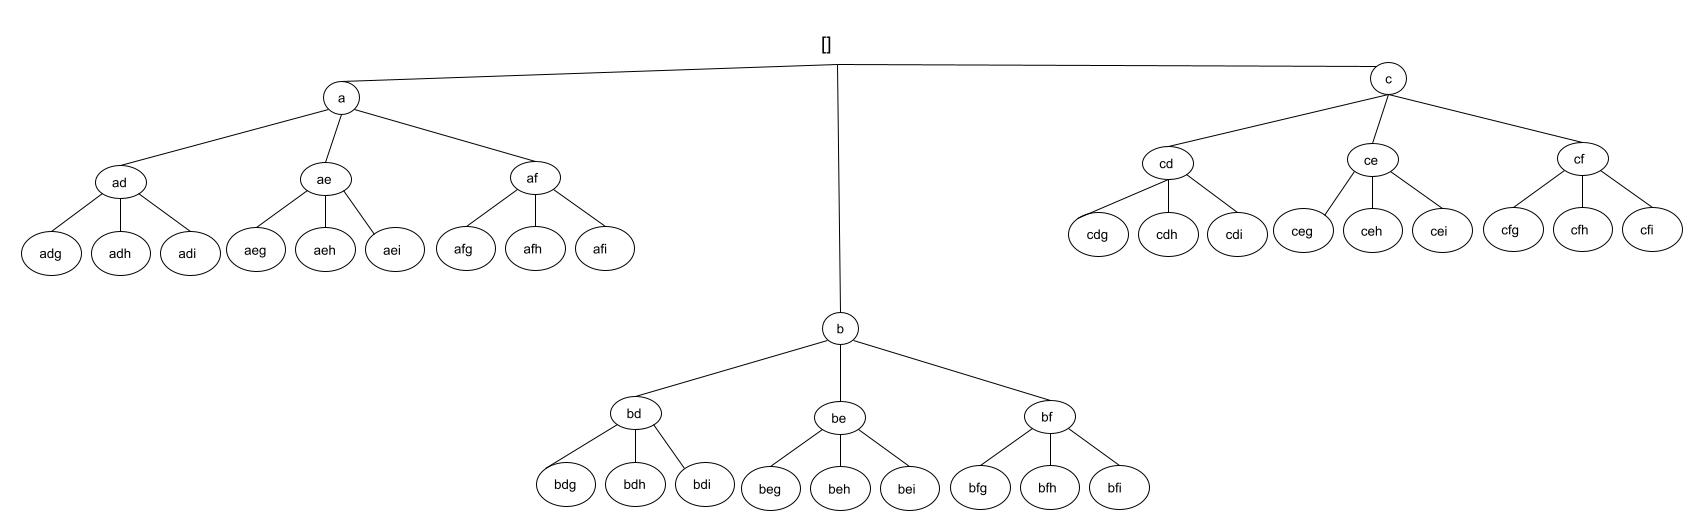 []
a
c
ad
ae
af
cd
ce
cf
adg
adh
adi
aeg
aeh
aei
afg
afh
afi
cdg
cdh
cdi
ceg
ceh
cei
cfg
cfh
cfi
b
bd
be
bf
bdg
bdh
bdi
beg
beh
bei
bfg
bfh
bfi